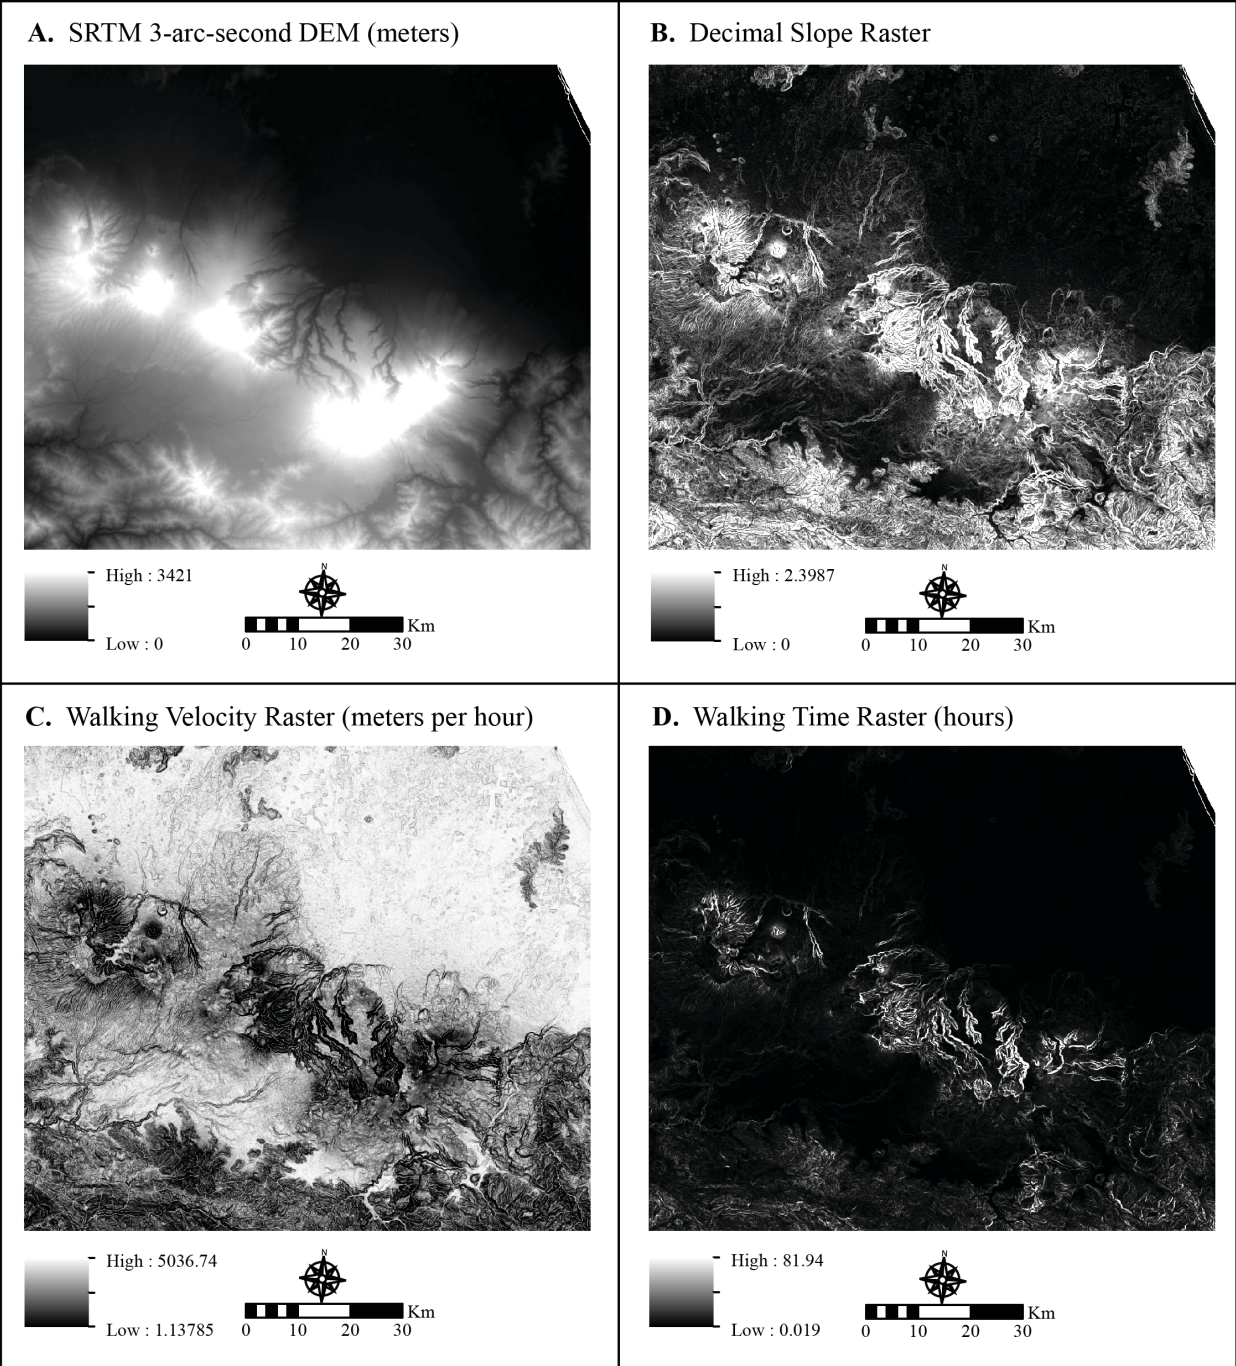 A. SRTM 3-arc-second DEM (meters)
High : 3421
Low : 0
N
Km
0 10 20 30
B. Decimal Slope Raster
High : 2.3987
Low : 0
N
Km
0 10 20 30
C. Walking Velocity Raster (meters per hour)
High : 5036.74
Low : 1.13785
N
Km
0 10 20 30
D. Walking Time Raster (hours)
High : 81.94
Low : 0.019
N
Km
0 10 20 30